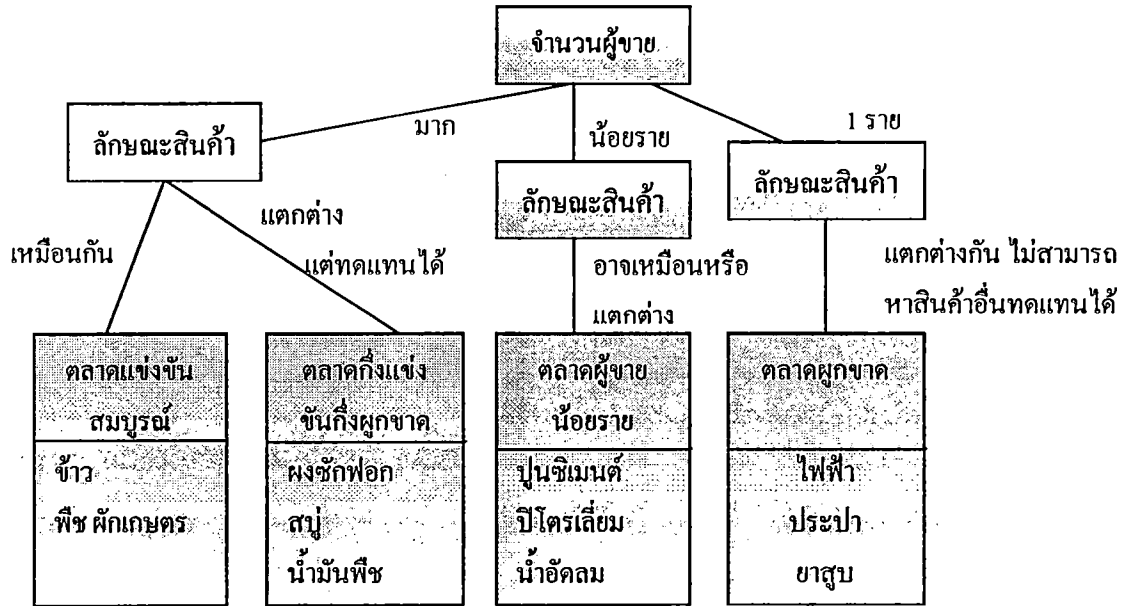 จำนวนผู้ขาย
มาก
น้อยราย
1 ราย
ลักษณะสินค้า
ลักษณะสินค้า
ลักษณะสินค้า
เหมือนกัน
แตกต่าง
แต่ทดแทนได้
อาจเหมือนหรือ
แตกต่าง
แตกต่างกัน ไม่สามารถ
หาสินค้าอื่นทดแทนได้
ตลาดแข่งขัน
สมบูรณ์
ข้าว
พืช ผักเกษตร
ตลาดกึ่งแข่ง
ขันกึ่งผูกขาด
ผงซักฟอก
สบู่
น้ำมันพืช
ตลาดผู้ขาย
น้อยราย
ปูนซิเมนต์
ปิโตรเลี่ยม
น้ำอัดลม
ตลาดผูกขาด
ไฟฟ้า
ประปา
ยาสูบ